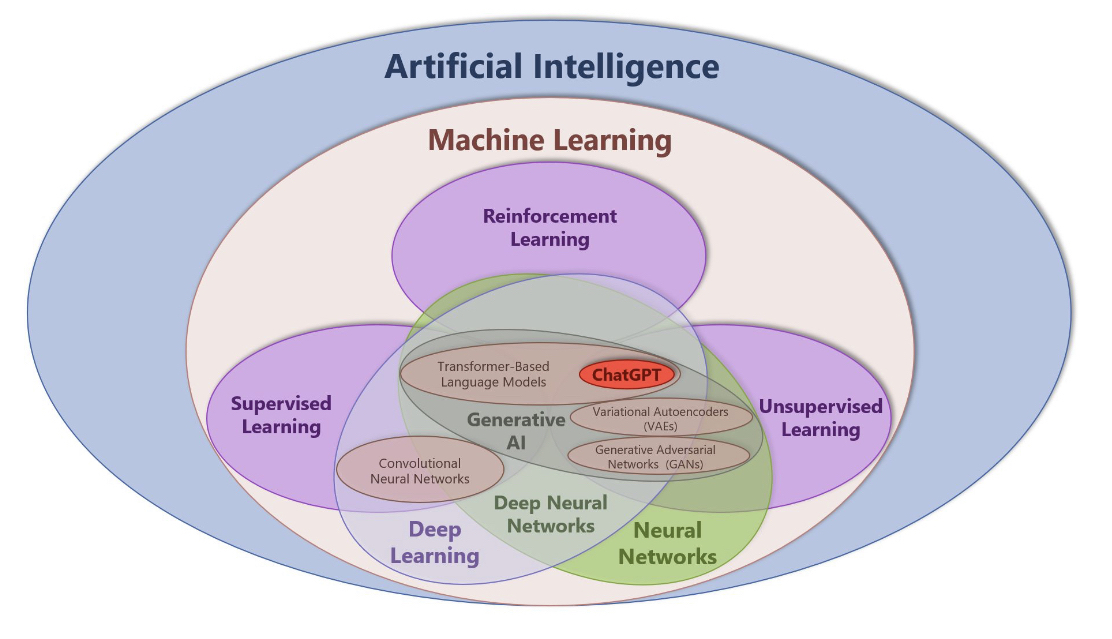 Artificial Intelligence
Machine Learning
Reinforcement
Learning
Transformer-Based
Language Models
ChatGPT
Supervised
Learning
Generative
AI
Variational Autoencoders
(VAEs)
Unsupervised
Learning
Generative Adversarial
Networks (GANs)
Convolutional
Neural Networks
Deep Neural
Networks
Deep
Learning
Neural
Networks